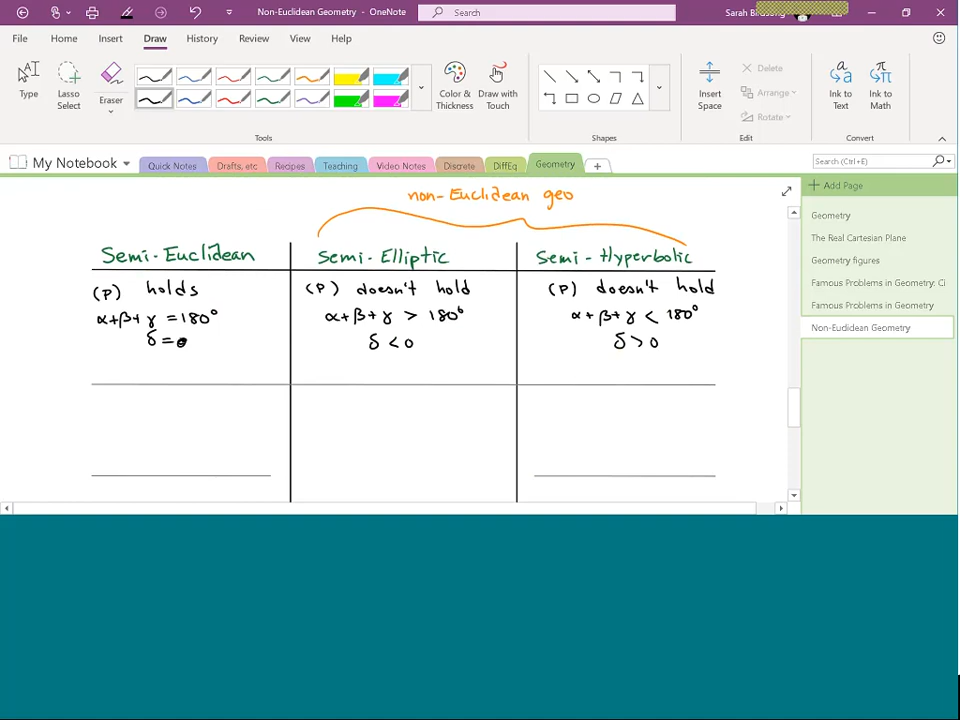 Non-Euclidean Geometry - OneNote
Search
File Home Insert Draw History Review View Help
Type
Lasso Select
Eraser
Color & Thickness
Draw with Touch
Insert Space
Delete
Arrange
Rotate
Ink to Text
Ink to Math
Tools
Shapes
Edit
Convert
My Notebook
Quick Notes
Drafts, etc
Recipes
Teaching
Video Notes
Discrete
DiffEq
Geometry
Search (Ctrl+E)
Add Page
Geometry
The Real Cartesian Plane
Geometry figures
Famous Problems in Geometry: Ci
Famous Problems in Geometry
Non-Euclidean Geometry
non-Euclidean geo
Semi-Euclidean
(P) holds
α+β+γ = 180°
δ = 0
Semi-Elliptic
(P) doesn't hold
α+β+γ > 180°
δ < 0
Semi-Hyperbolic
(P) doesn't hold
α+β+γ < 180°
δ > 0